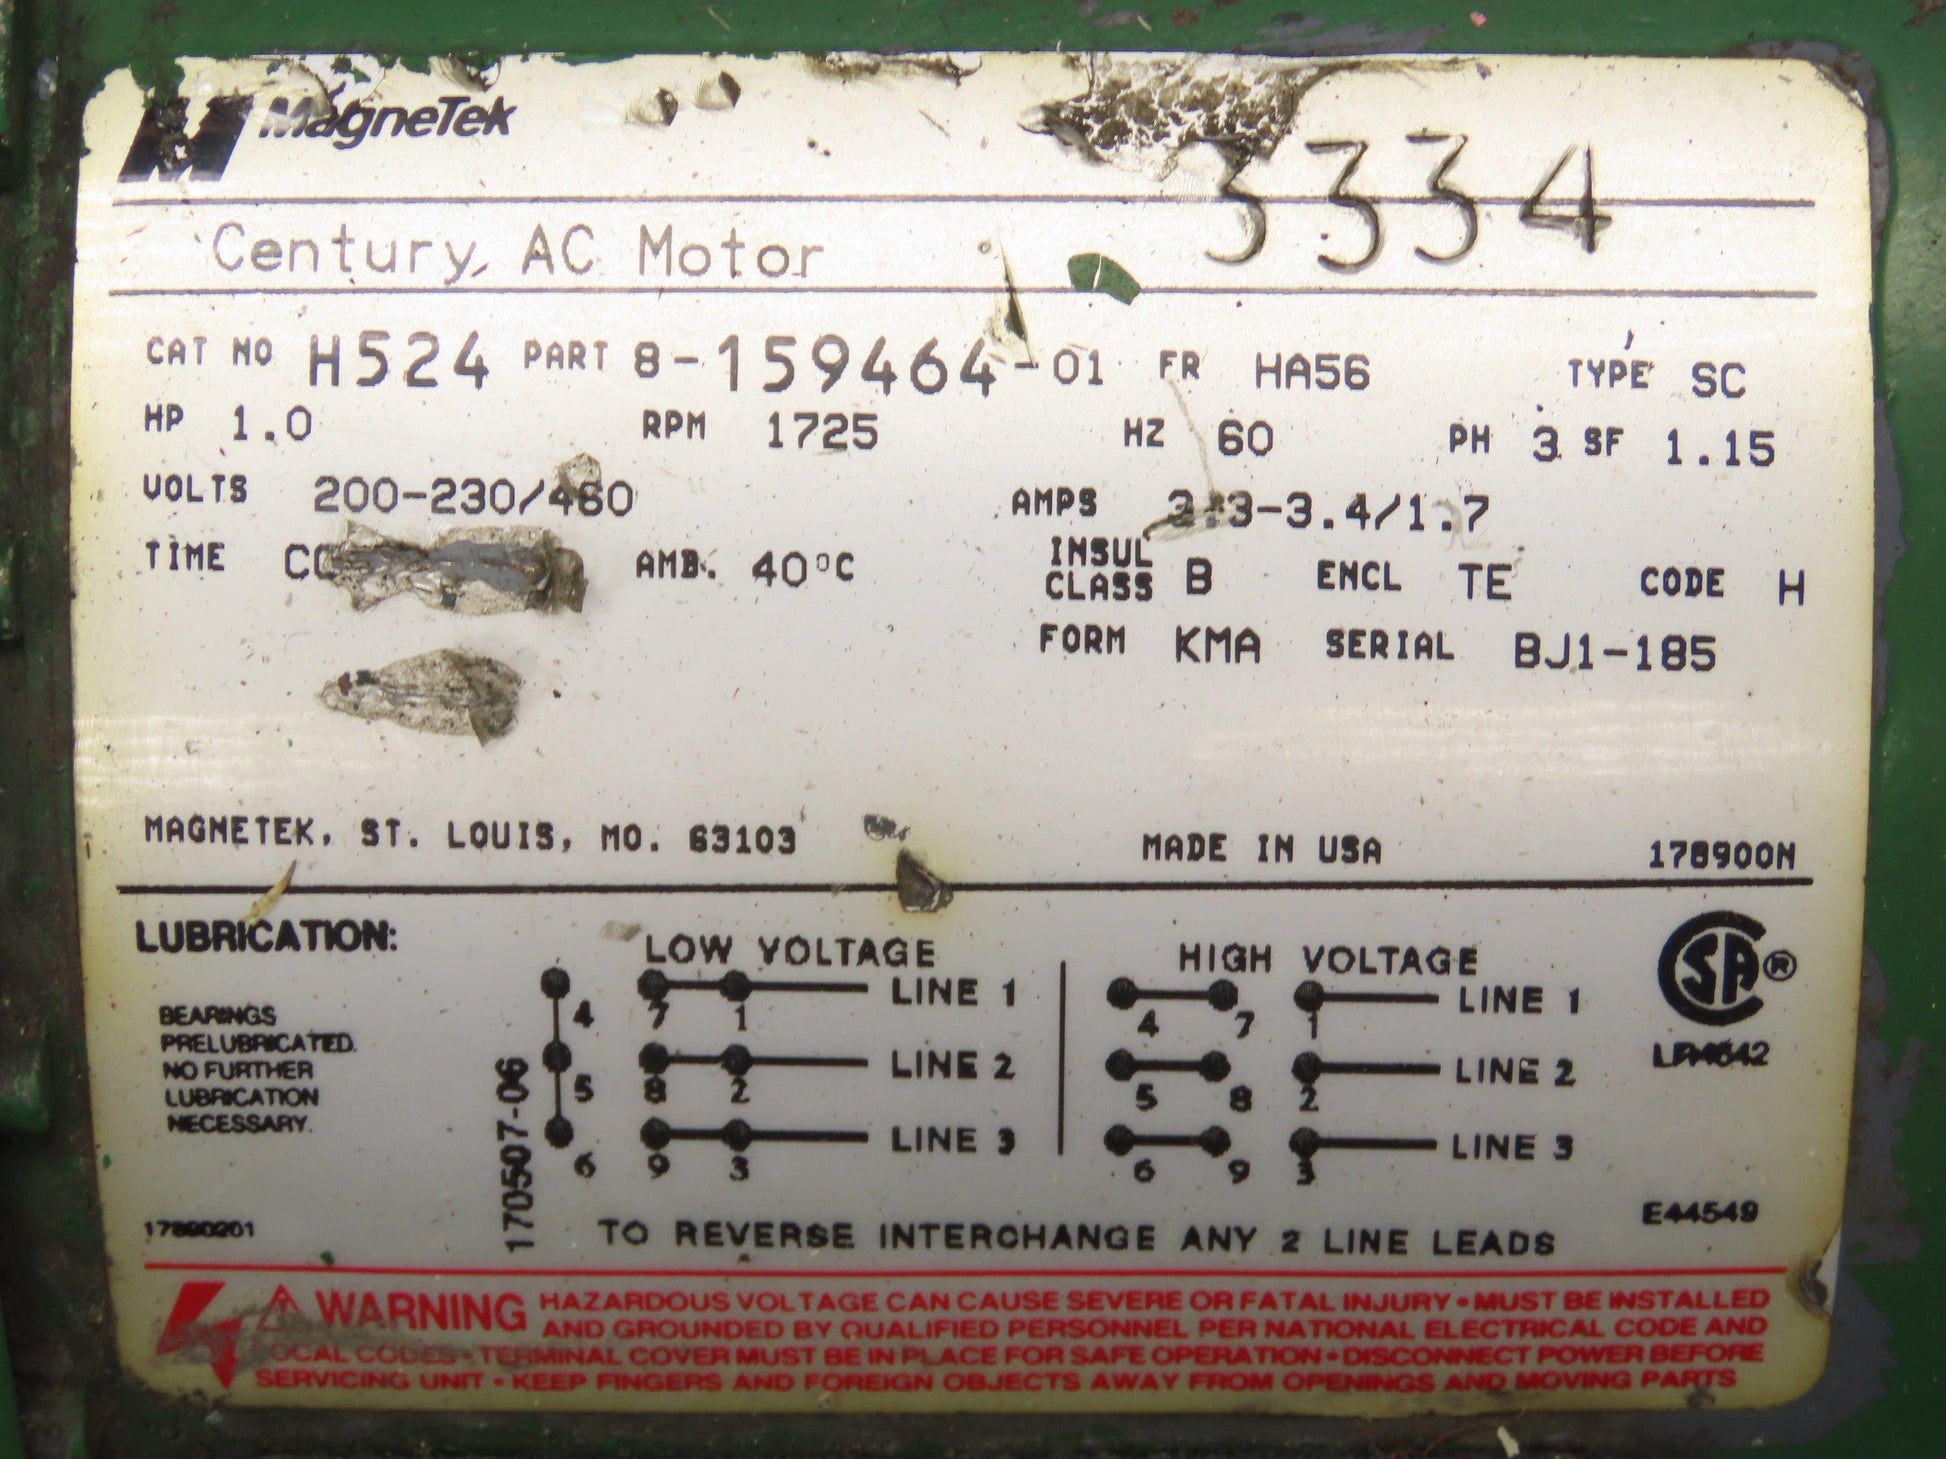 MagneTek
3334
Century AC Motor
CAT NO H524 PART 8-159464-01 FR HA56 TYPE SC
HP 1.0 RPM 1725 HZ 60 PH 3 SF 1.15
VOLTS 200-230/460 AMPS 3.3-3.4/1.7
TIME AMB. 40°C INSUL CLASS B ENCL TE CODE H
FORM KMA SERIAL BJ1-185
MAGNETEK, ST. LOUIS, MO. 63103 MADE IN USA 178900N
LUBRICATION:
BEARINGS
PRELUBRICATED.
NO FURTHER
LUBRICATION
NECESSARY.
170507-06
LOW VOLTAGE
4 7 1 LINE 1
5 8 2 LINE 2
6 9 3 LINE 3
HIGH VOLTAGE
4 7 1 LINE 1
5 8 2 LINE 2
6 9 3 LINE 3
SA ®
LR4642
E44549
TO REVERSE INTERCHANGE ANY 2 LINE LEADS
WARNING HAZARDOUS VOLTAGE CAN CAUSE SEVERE OR FATAL INJURY • MUST BE INSTALLED
AND GROUNDED BY QUALIFIED PERSONNEL PER NATIONAL ELECTRICAL CODE AND
LOCAL CODES • TERMINAL COVER MUST BE IN PLACE FOR SAFE OPERATION • DISCONNECT POWER BEFORE
SERVICING UNIT • KEEP FINGERS AND FOREIGN OBJECTS AWAY FROM OPENINGS AND MOVING PARTS